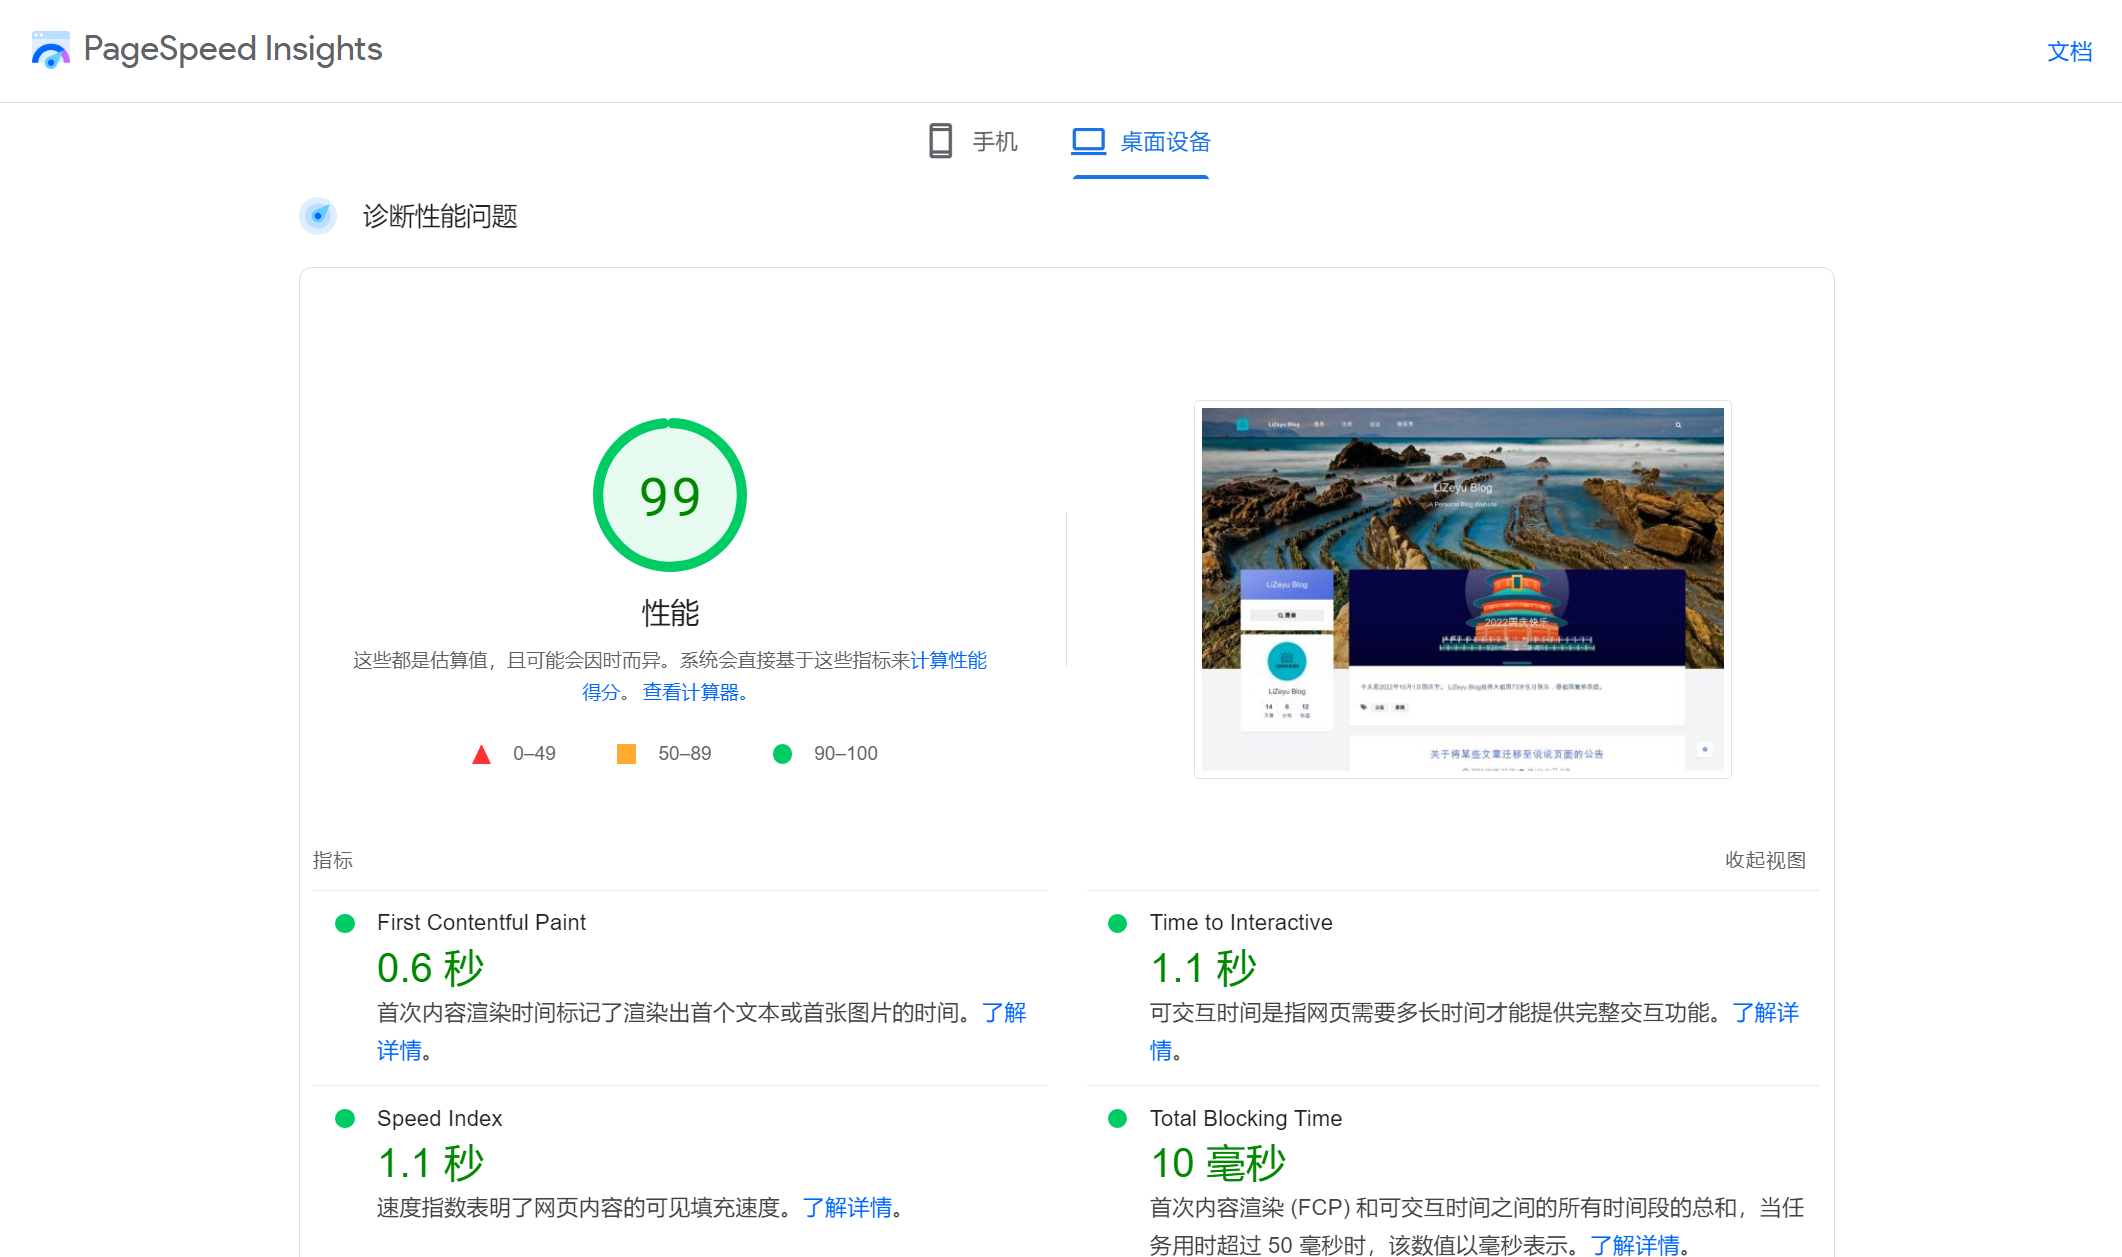 PageSpeed Insights
文档
手机
桌面设备
诊断性能问题
99
性能
这些都是估算值，且可能会因时而异。系统会直接基于这些指标来计算性能
得分。 查看计算器。
0–49
50–89
90–100
LiZeyu Blog
LiZeyu Blog
A Personal Blog Website
LiZeyu Blog
2022国庆快乐
LiZeyu Blog
14 6 12
关于将某些文章迁移至说说页面的公告
指标
收起视图
First Contentful Paint
0.6 秒
首次内容渲染时间标记了渲染出首个文本或首张图片的时间。了解
详情。
Time to Interactive
1.1 秒
可交互时间是指网页需要多长时间才能提供完整交互功能。了解详
情。
Speed Index
1.1 秒
速度指数表明了网页内容的可见填充速度。了解详情。
Total Blocking Time
10 毫秒
首次内容渲染 (FCP) 和可交互时间之间的所有时间段的总和，当任
务用时超过 50 毫秒时，该数值以毫秒表示。了解详情。